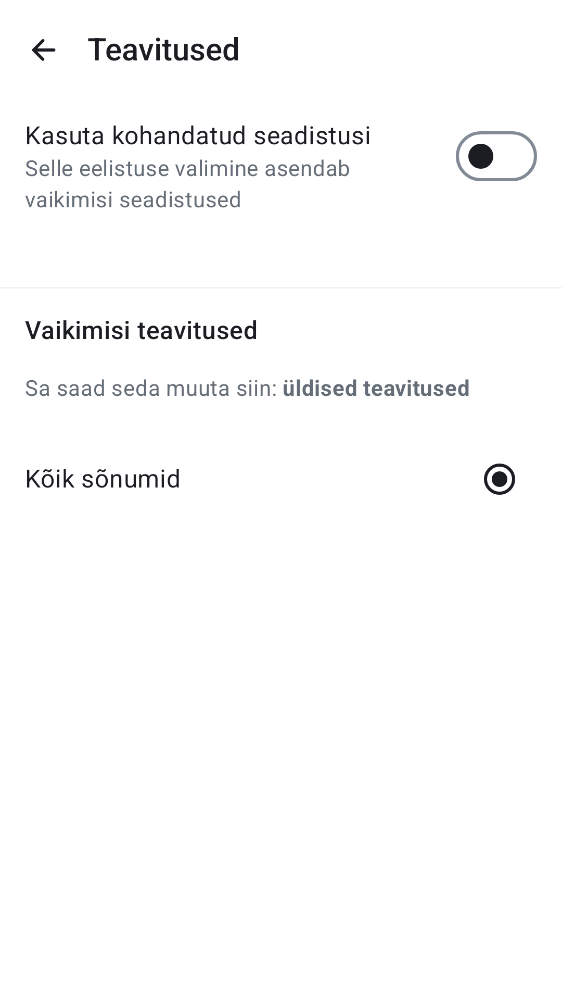 Teavitused
Kasuta kohandatud seadistusi
Selle eelistuse valimine asendab
vaikimisi seadistused
Vaikimisi teavitused
Sa saad seda muuta siin: üldised teavitused
Kõik sõnumid